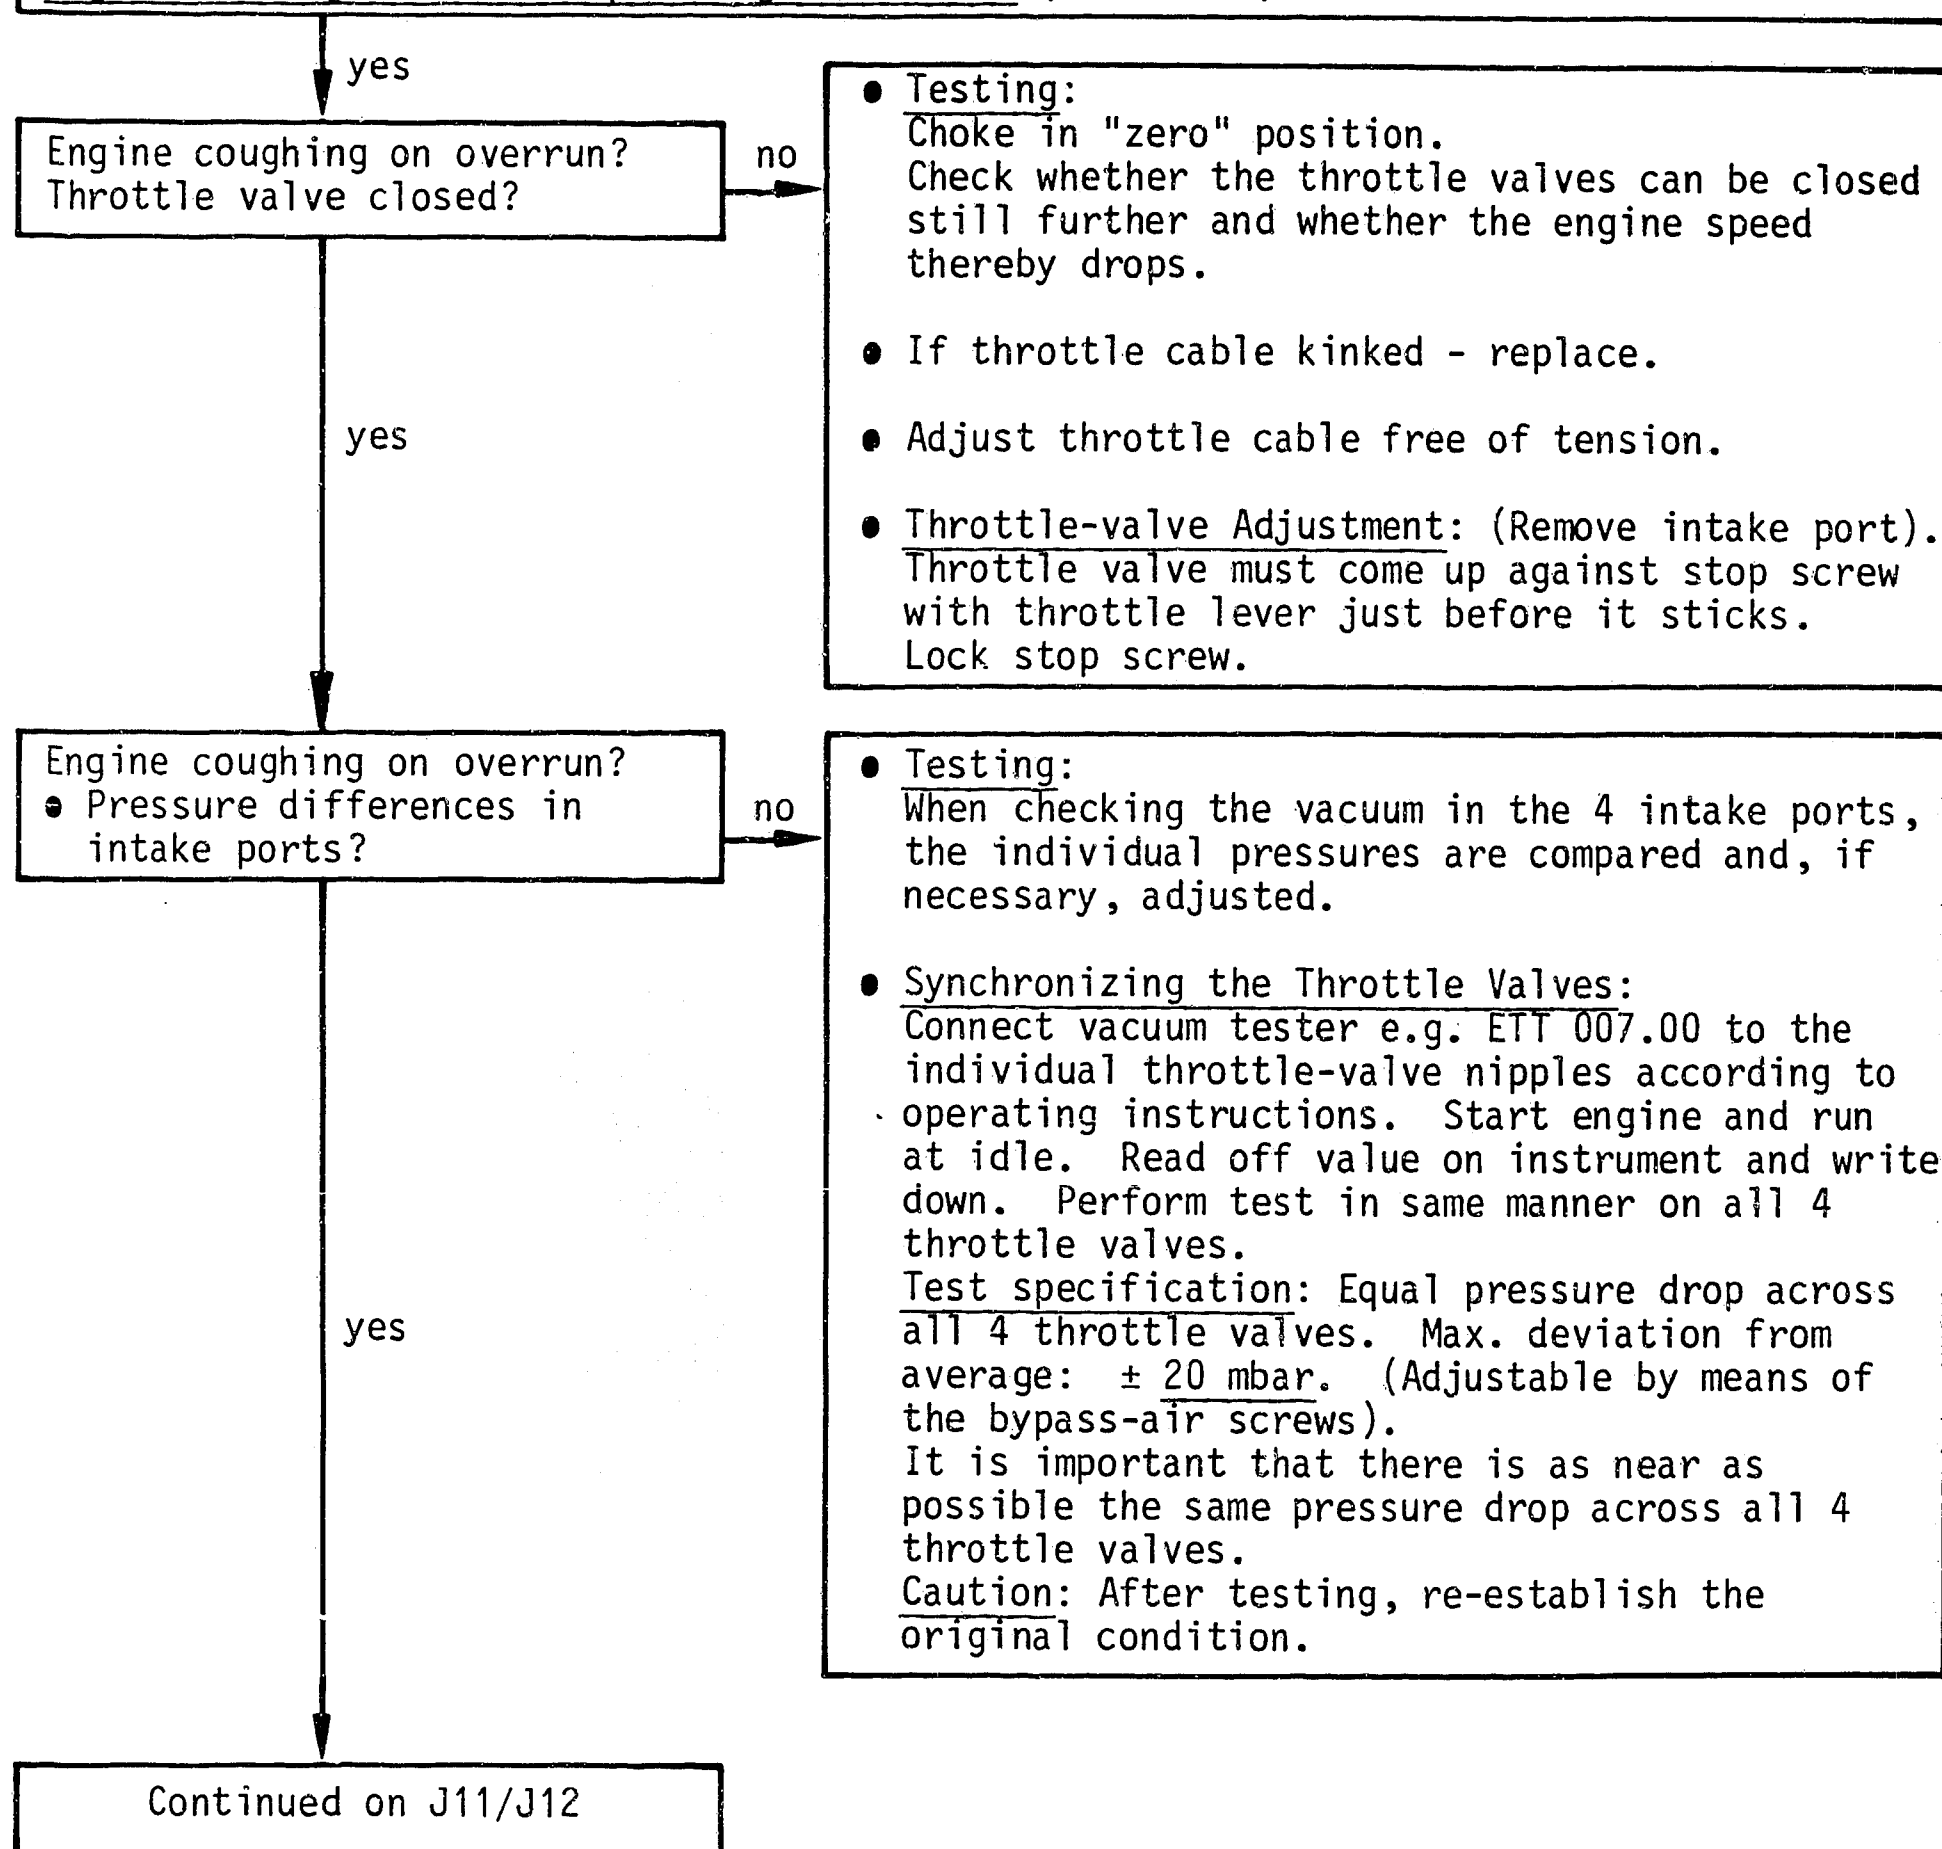 yes
Engine coughing on overrun?
Throttle valve closed?
no
● Testing:
Choke in "zero" position.
Check whether the throttle valves can be closed
still further and whether the engine speed
thereby drops.
● If throttle cable kinked - replace.
● Adjust throttle cable free of tension.
● Throttle-valve Adjustment: (Remove intake port).
Throttle valve must come up against stop screw
with throttle lever just before it sticks.
Lock stop screw.
yes
Engine coughing on overrun?
● Pressure differences in
intake ports?
no
● Testing:
When checking the vacuum in the 4 intake ports,
the individual pressures are compared and, if
necessary, adjusted.
● Synchronizing the Throttle Valves:
Connect vacuum tester e.g. ETT 007.00 to the
individual throttle-valve nipples according to
operating instructions. Start engine and run
at idle. Read off value on instrument and write
down. Perform test in same manner on all 4
throttle valves.
Test specification: Equal pressure drop across
all 4 throttle valves. Max. deviation from
average: ± 20 mbar. (Adjustable by means of
the bypass-air screws).
It is important that there is as near as
possible the same pressure drop across all 4
throttle valves.
Caution: After testing, re-establish the
original condition.
yes
Continued on J11/J12